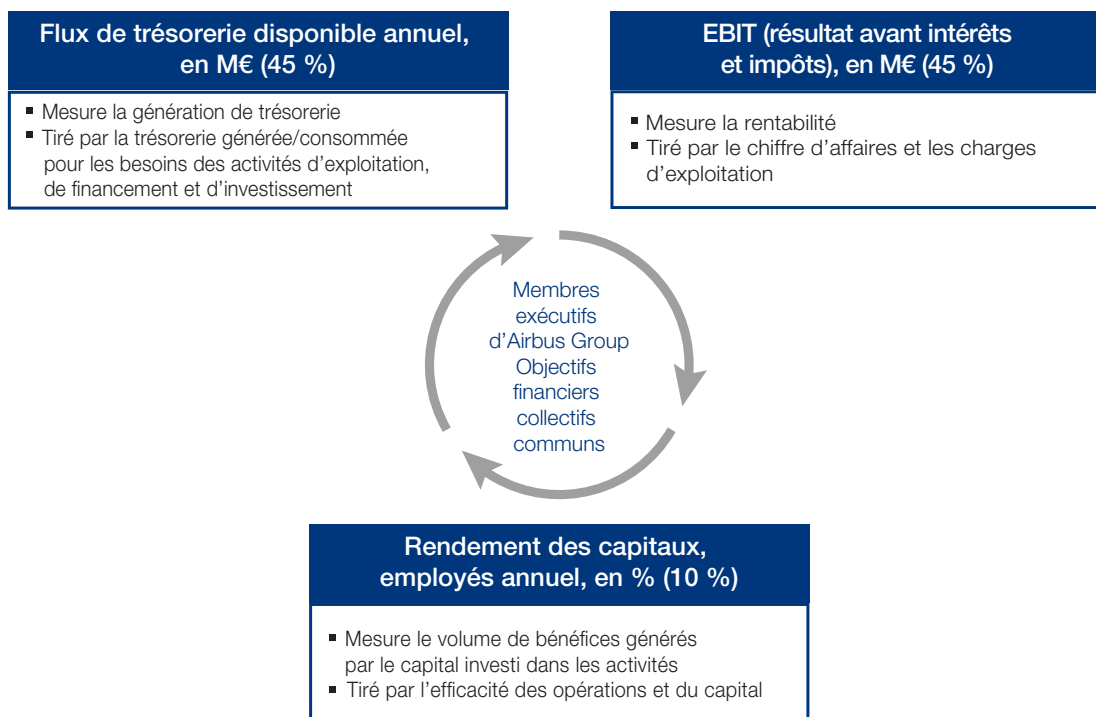 Flux de trésorerie disponible annuel,
en M€ (45 %)
▪ Mesure la génération de trésorerie
▪ Tiré par la trésorerie générée/consommée
pour les besoins des activités d’exploitation,
de financement et d’investissement
EBIT (résultat avant intérêts
et impôts), en M€ (45 %)
▪ Mesure la rentabilité
▪ Tiré par le chiffre d’affaires et les charges
d’exploitation
Membres
exécutifs
d’Airbus Group
Objectifs
financiers
collectifs
communs
Rendement des capitaux,
employés annuel, en % (10 %)
▪ Mesure le volume de bénéfices générés
par le capital investi dans les activités
▪ Tiré par l’efficacité des opérations et du capital